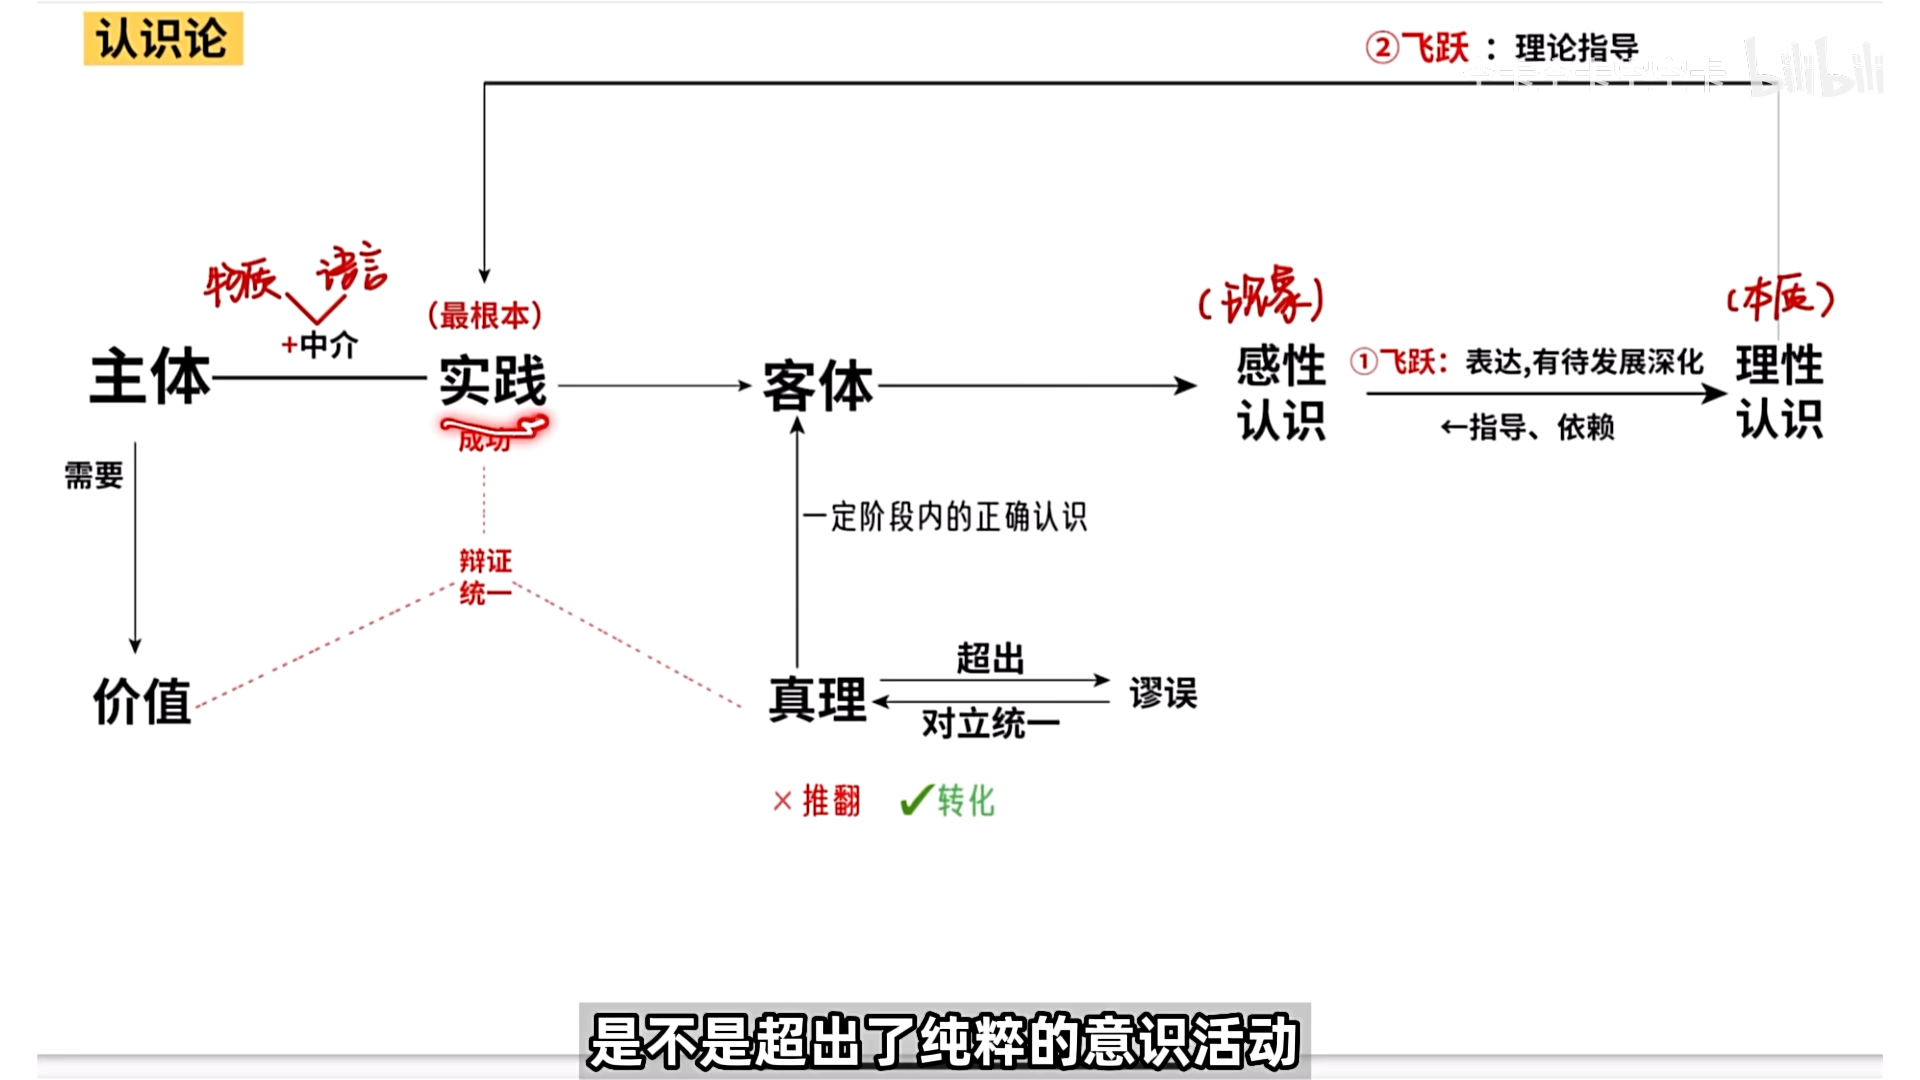 认识论
②飞跃：理论指导
bilibili
物质 语言
+中介
（最根本）
主体
实践
成功
客体
（现象）
感性
认识
①飞跃：表达,有待发展深化
←指导、依赖
（本质）
理性
认识
需要
一定阶段内的正确认识
辩证
统一
价值
真理
超出
对立统一
谬误
×推翻 ✓转化
是不是超出了纯粹的意识活动